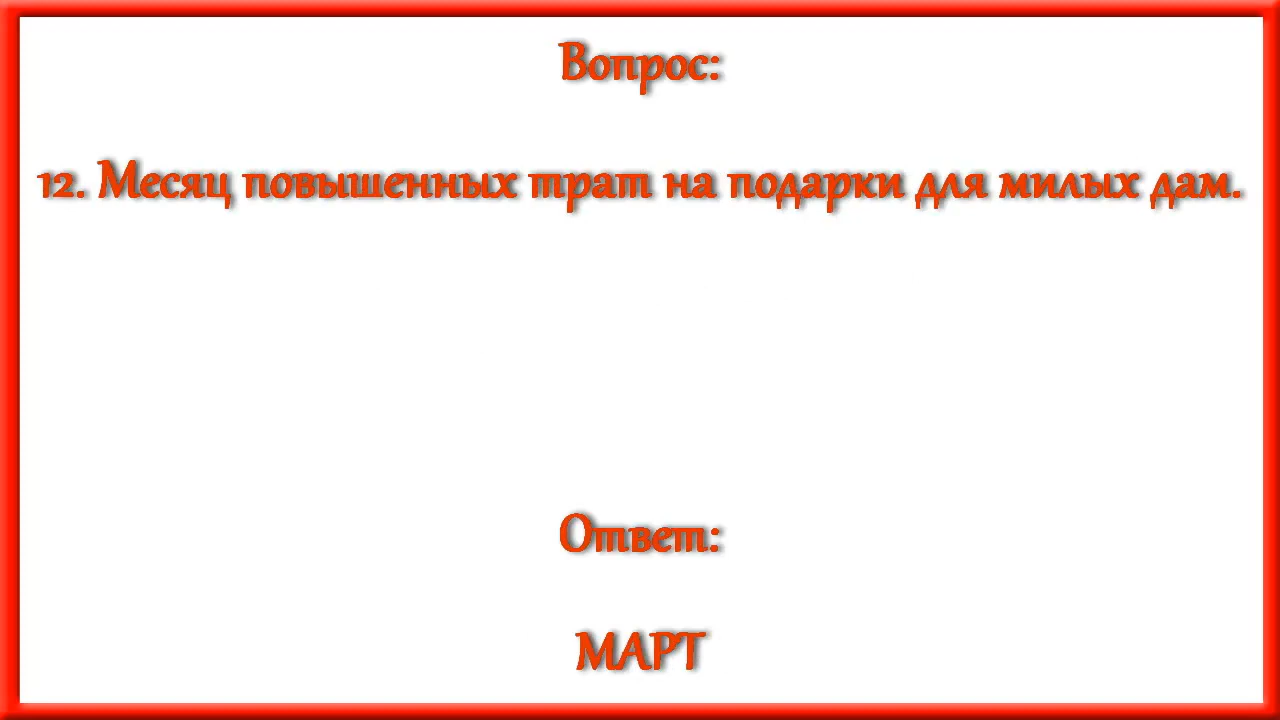 Вопрос:
12. Месяц повышенных трат на подарки для милых дам.
Ответ:
МАРТ